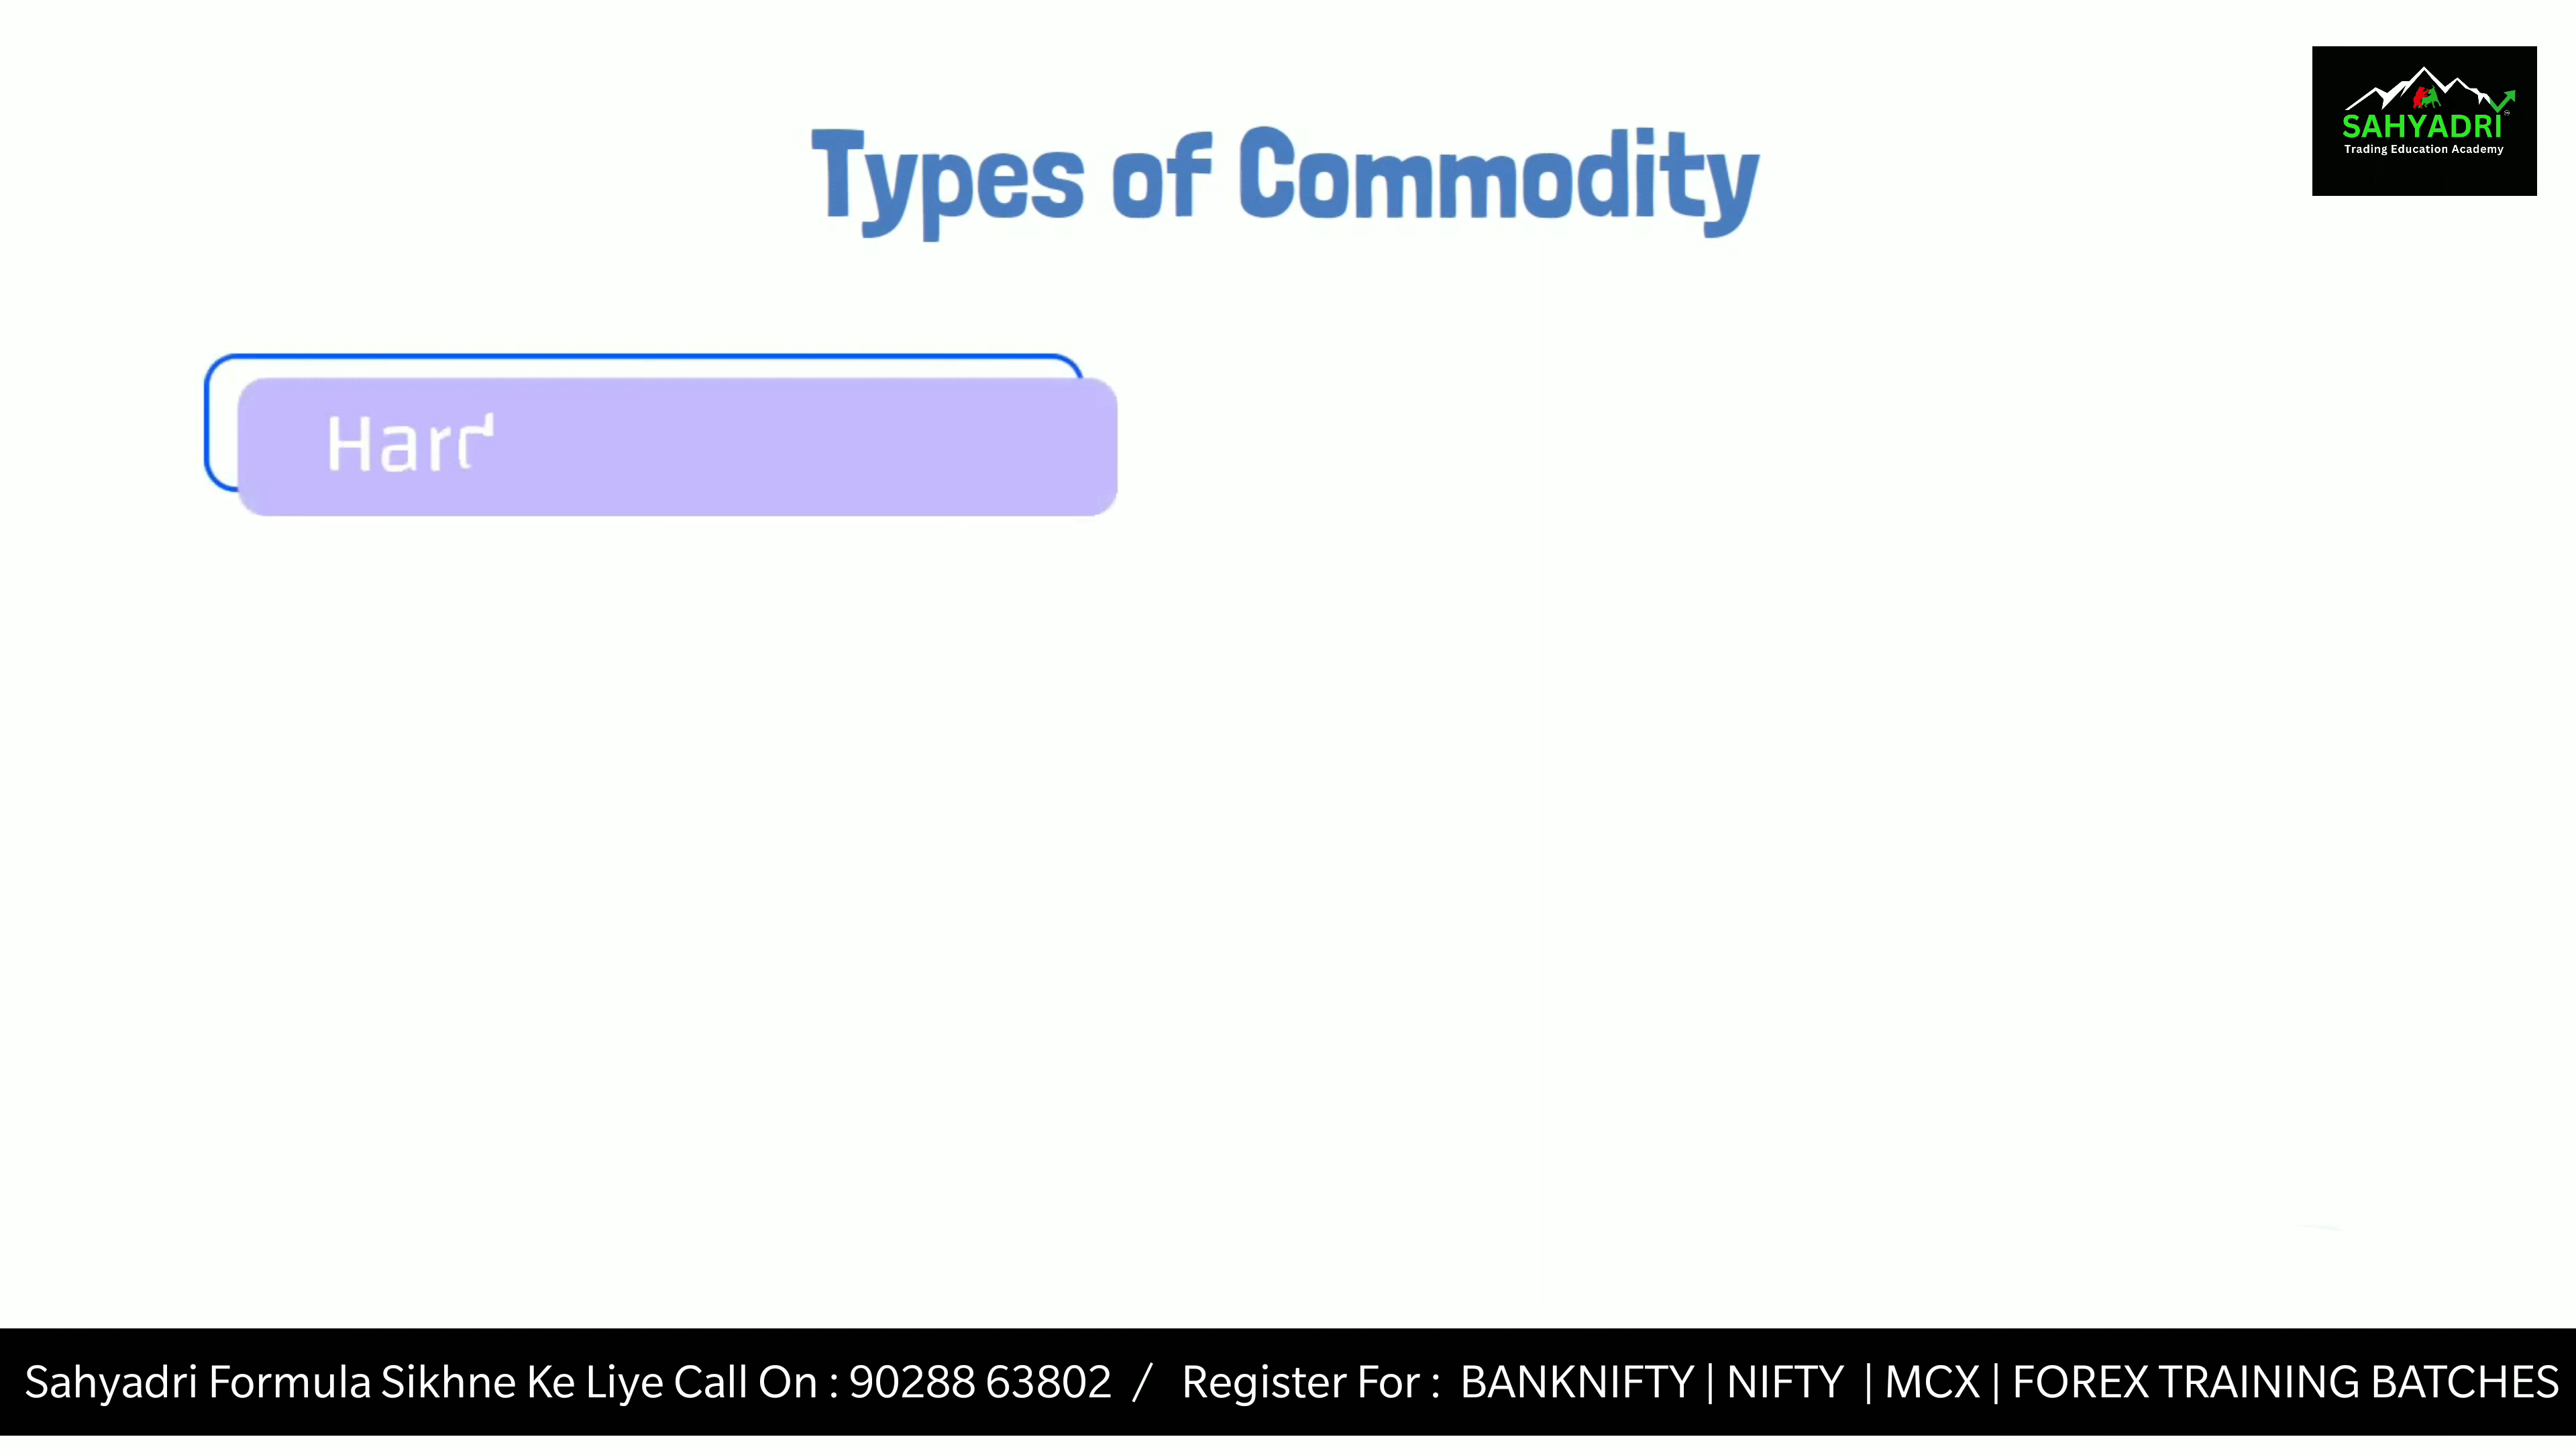 Types of Commodity
SAHYADRI
Trading Education Academy
Sahyadri Formula Sikhne Ke Liye Call On : 90288 63802 / Register For : BANKNIFTY | NIFTY | MCX | FOREX TRAINING BATCHES